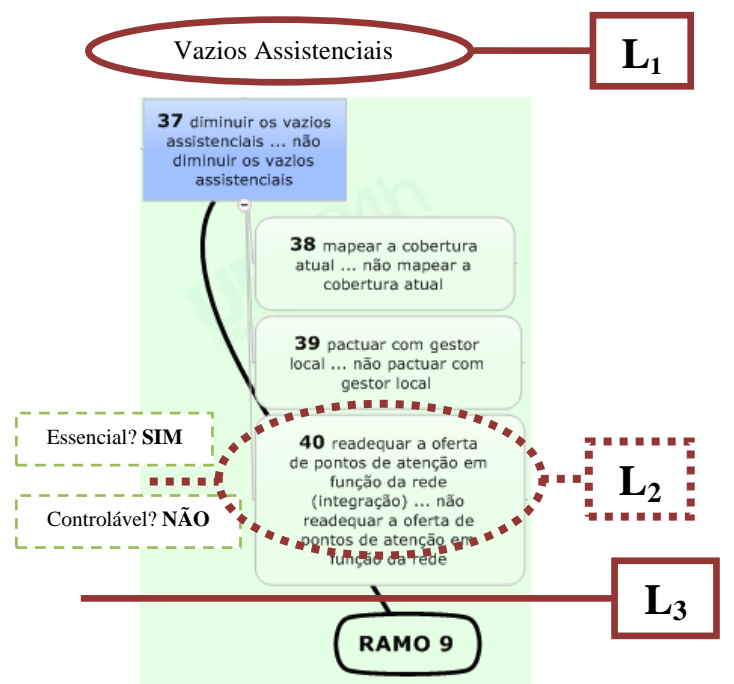 Vazios Assistenciais
L1
37 diminuir os vazios
assistenciais ... não
diminuir os vazios
assistenciais
38 mapear a cobertura
atual ... não mapear a
cobertura atual
39 pactuar com gestor
local ... não pactuar com
gestor local
Essencial? SIM
Controlável? NÃO
40 readequar a oferta
de pontos de atenção em
função da rede
(integração) ... não
readequar a oferta de
pontos de atenção em
função da rede
L2
L3
RAMO 9